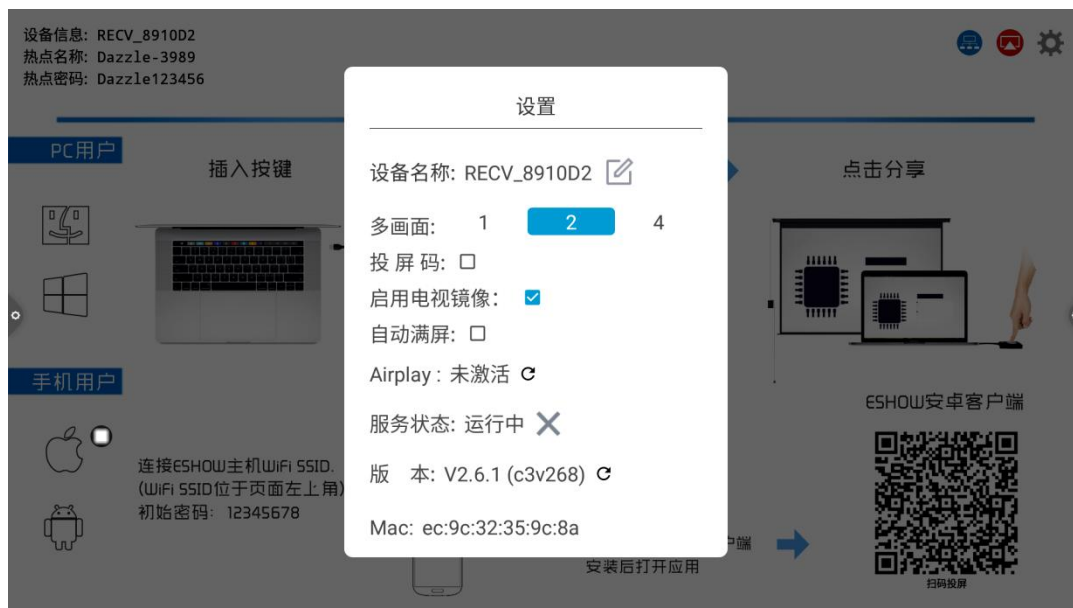 设备信息: RECV_8910D2
热点名称: Dazzle-3989
热点密码: Dazzle123456
设置
PC用户
插入按键
点击分享
设备名称: RECV_8910D2
多画面: 1 2 4
投 屏 码:
启用电视镜像:
自动满屏:
Airplay : 未激活
手机用户
ESHOW安卓客户端
服务状态: 运行中
连接ESHOW主机WiFi SSID.
(WiFi SSID位于页面左上角)
初始密码: 12345678
版 本: V2.6.1 (c3v268)
Mac: ec:9c:32:35:9c:8a
户端
安装后打开应用
扫码投屏